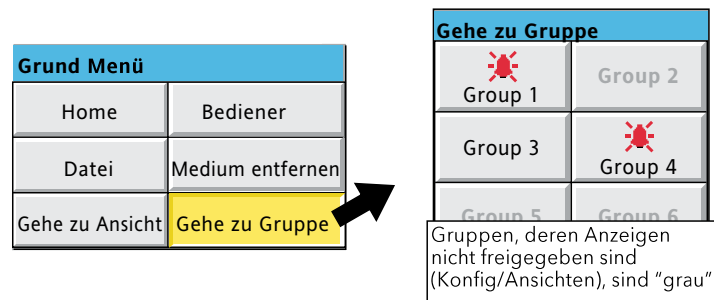 Grund Menü
Home
Bediener
Datei
Medium entfernen
Gehe zu Ansicht
Gehe zu Gruppe
Gehe zu Gruppe
Group 1
Group 2
Group 3
Group 4
Group 5
Group 6
Gruppen, deren Anzeigen
nicht freigegeben sind
(Konfig/Ansichten), sind “grau”